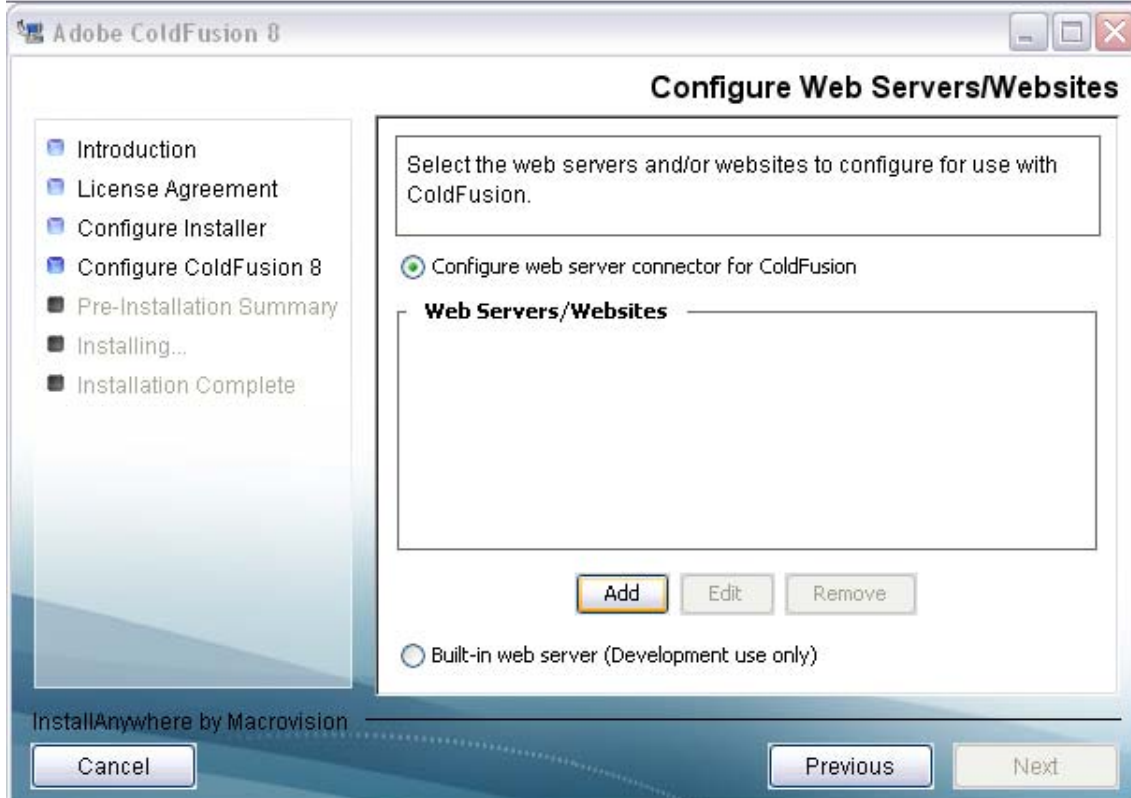 Adobe ColdFusion 8
Configure Web Servers/Websites
Introduction
License Agreement
Configure Installer
Configure ColdFusion 8
Pre-Installation Summary
Installing...
Installation Complete
Select the web servers and/or websites to configure for use with
ColdFusion.
Configure web server connector for ColdFusion
Web Servers/Websites
Add Edit Remove
Built-in web server (Development use only)
InstallAnywhere by Macrovision
Cancel Previous Next